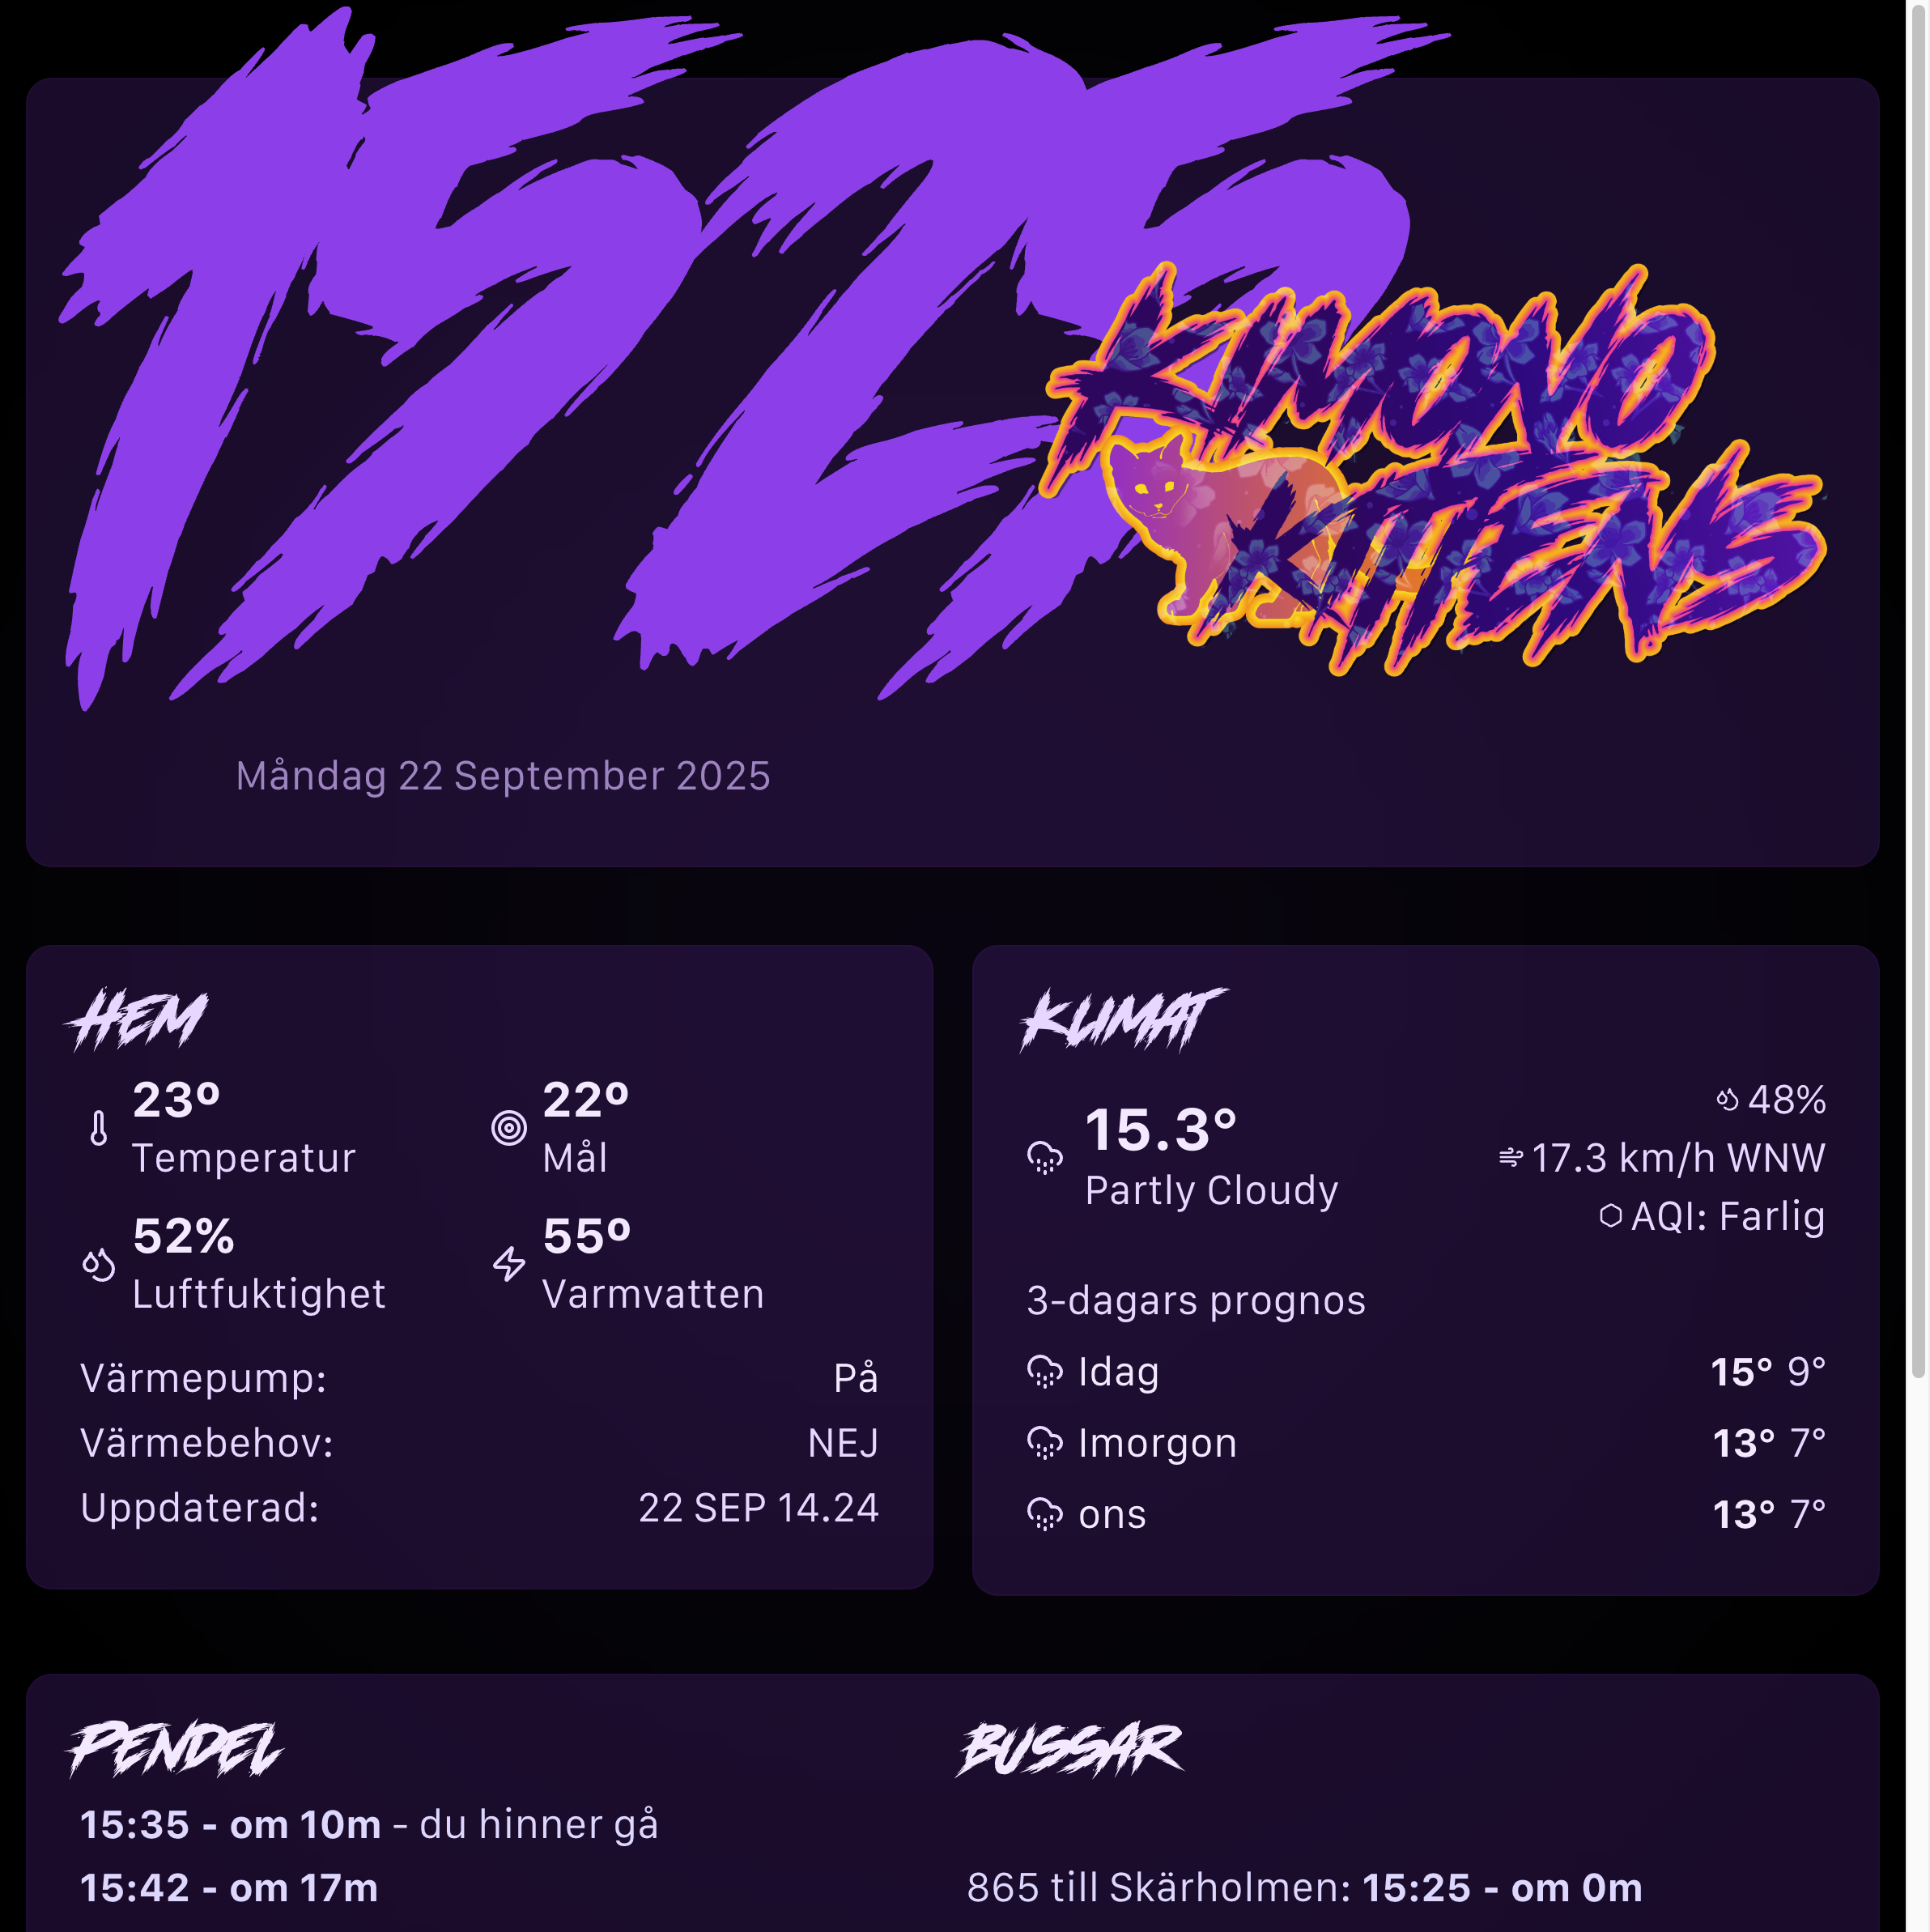 1525
KIMONO
KITTENS
Måndag 22 September 2025
HEM
23º
Temperatur
22º
Mål
52%
Luftfuktighet
55º
Varmvatten
Värmepump: På
Värmebehov: NEJ
Uppdaterad: 22 SEP 14.24
KLIMAT
15.3°
Partly Cloudy
48%
17.3 km/h WNW
AQI: Farlig
3-dagars prognos
Idag 15° 9°
Imorgon 13° 7°
ons 13° 7°
PENDEL
15:35 - om 10m - du hinner gå
15:42 - om 17m
BUSSAR
865 till Skärholmen: 15:25 - om 0m